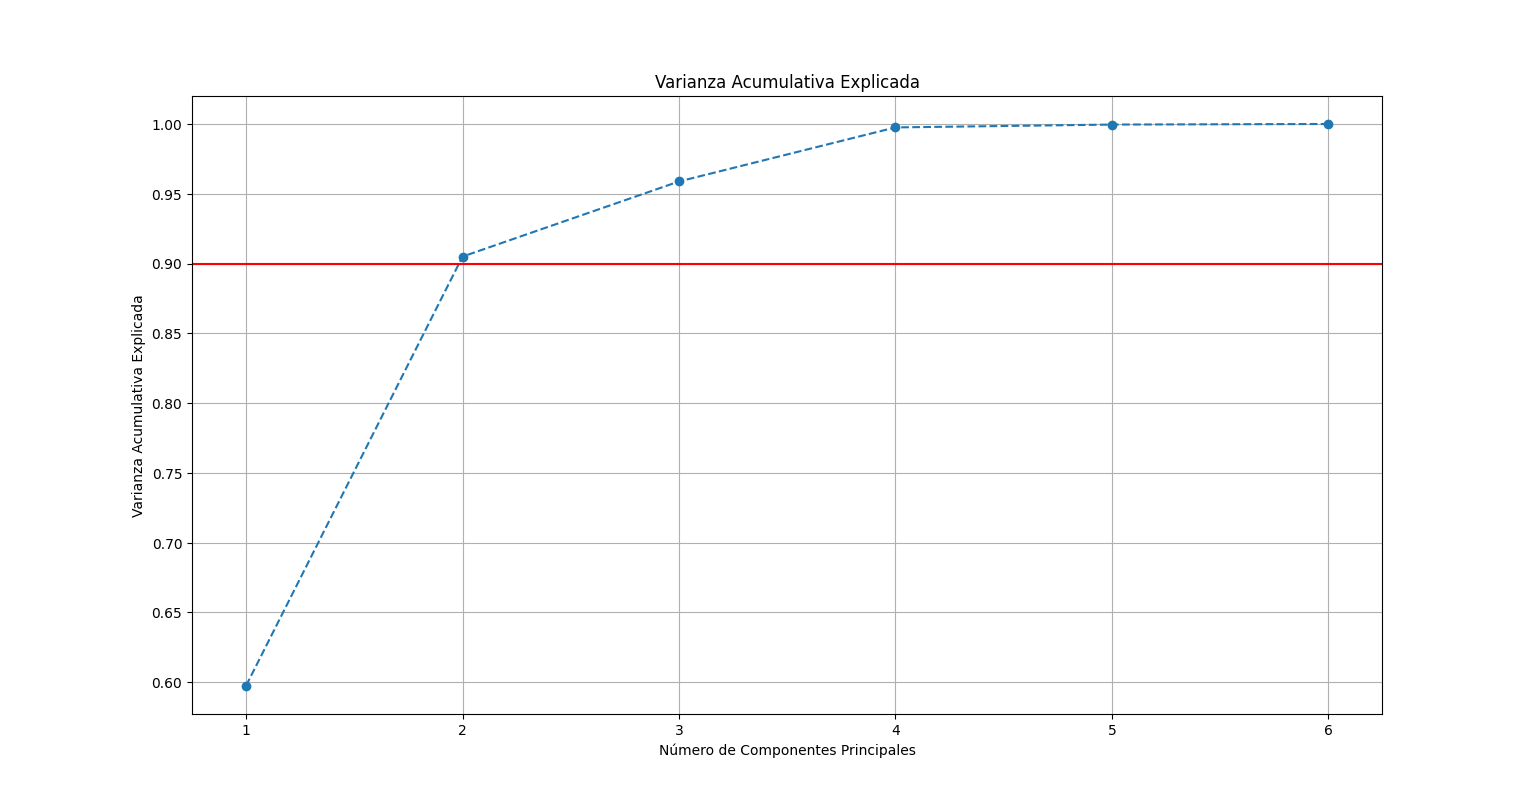 Varianza Acumulativa Explicada
1.00
0.95
0.90
0.85
0.80
0.75
0.70
0.65
0.60
Varianza Acumulativa Explicada
1 2 3 4 5 6
Número de Componentes Principales